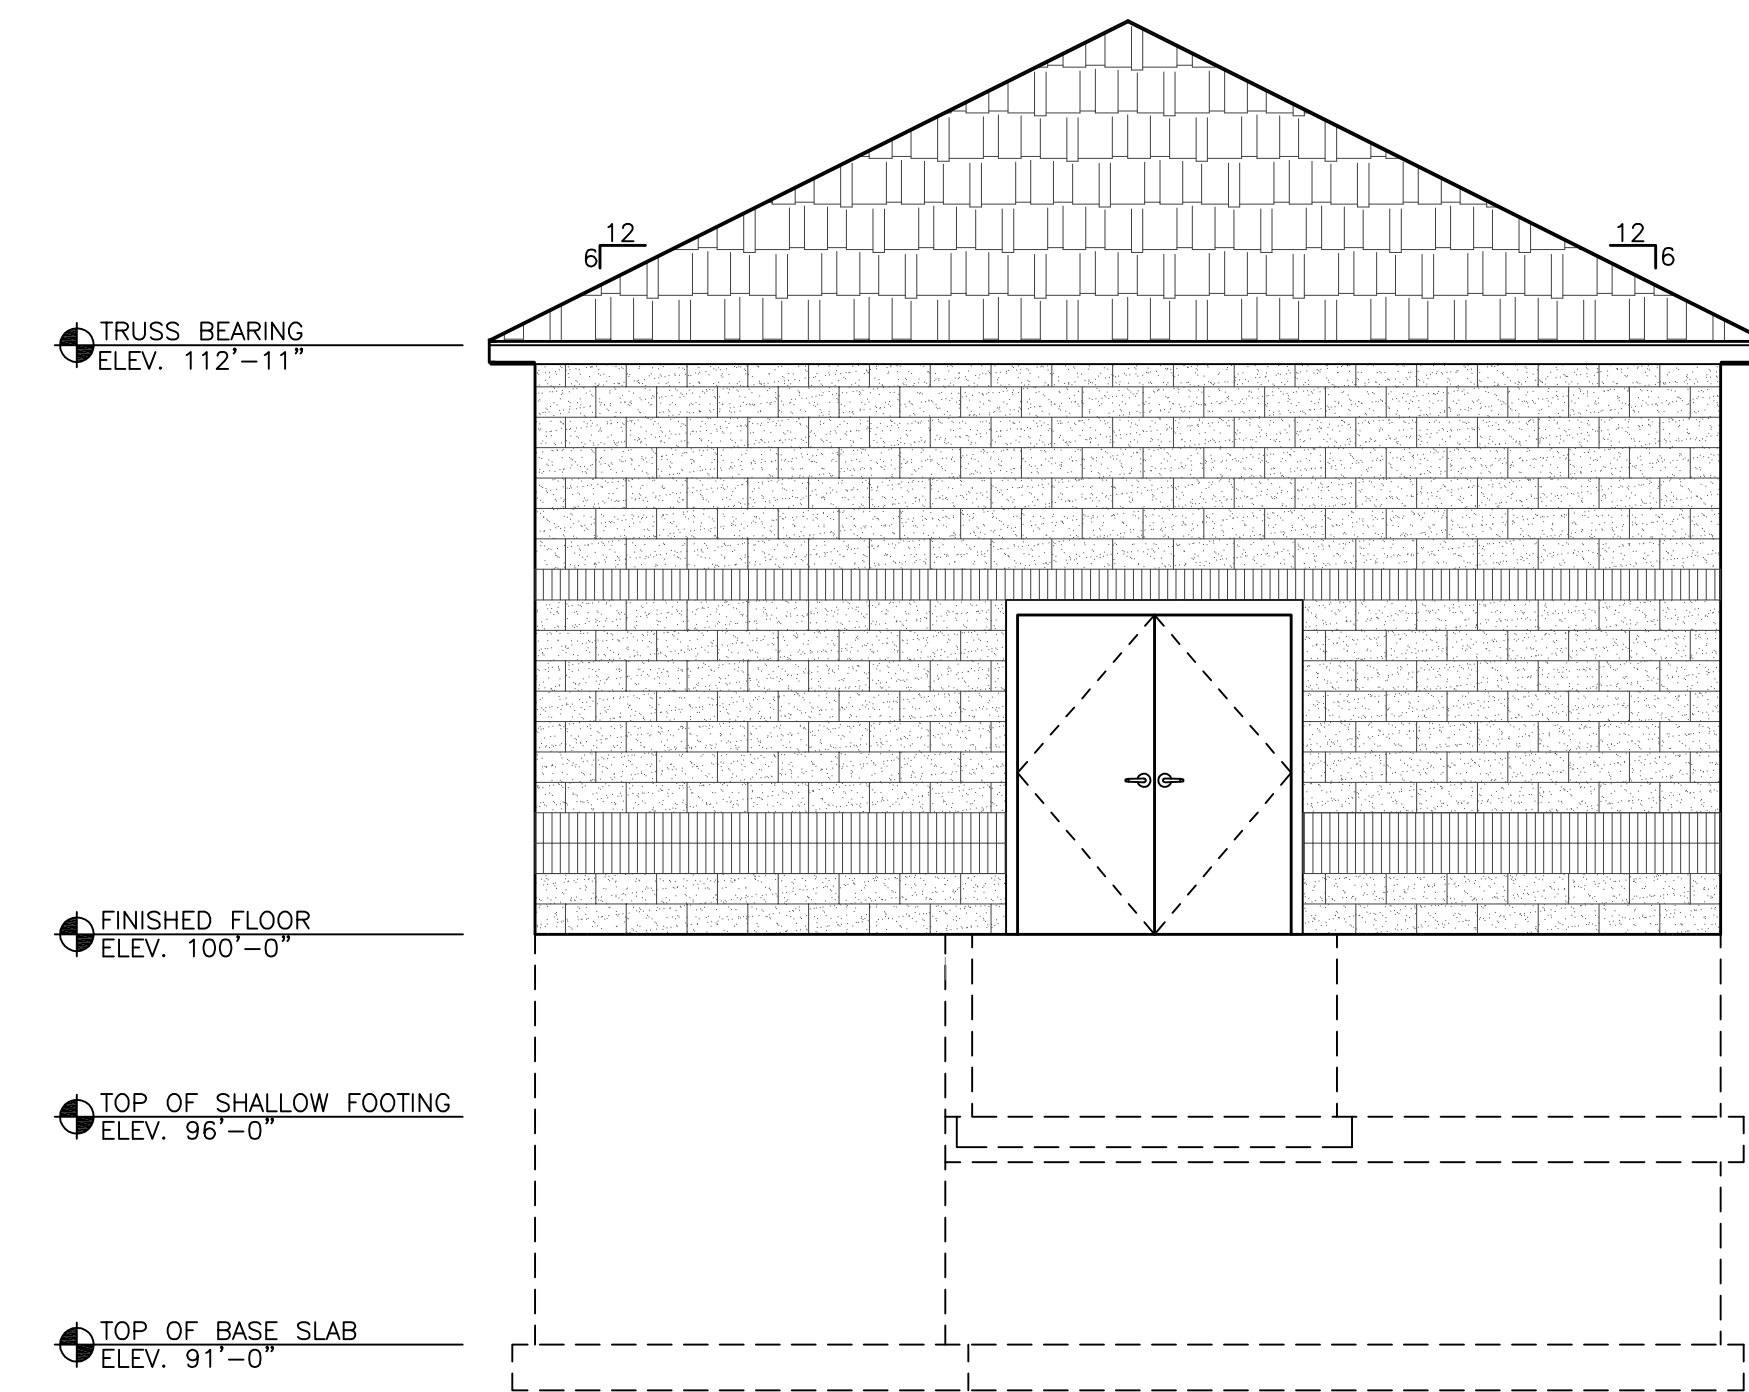 12
6
12
6
TRUSS BEARING
ELEV. 112'-11"
FINISHED FLOOR
ELEV. 100'-0"
TOP OF SHALLOW FOOTING
ELEV. 96'-0"
TOP OF BASE SLAB
ELEV. 91'-0"